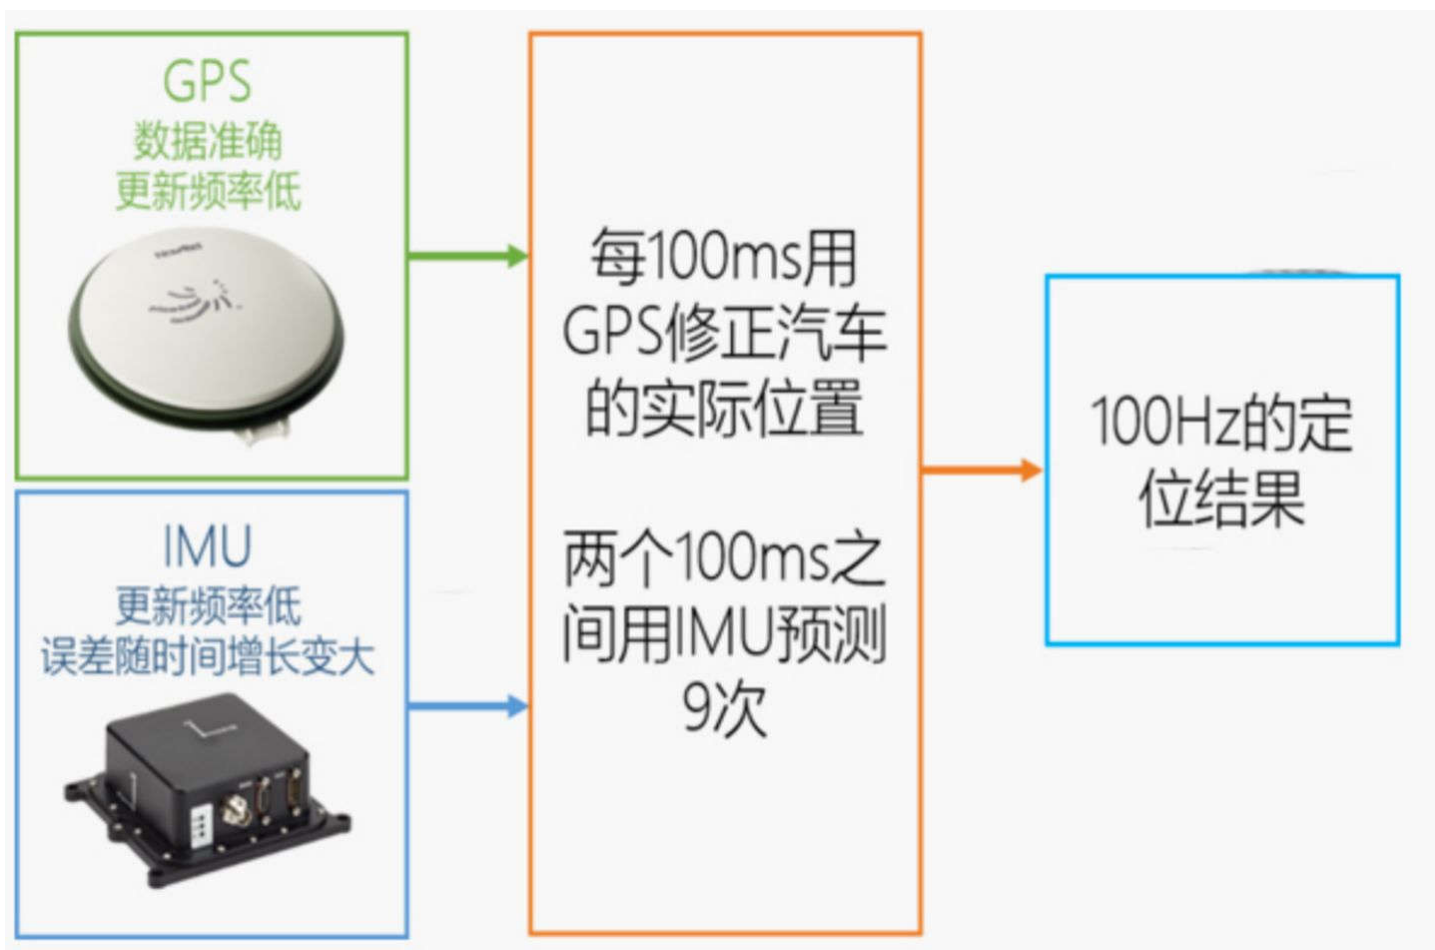 GPS
数据准确
更新频率低
IMU
更新频率低
误差随时间增长变大
每100ms用
GPS修正汽车
的实际位置
两个100ms之
间用IMU预测
9次
100Hz的定
位结果